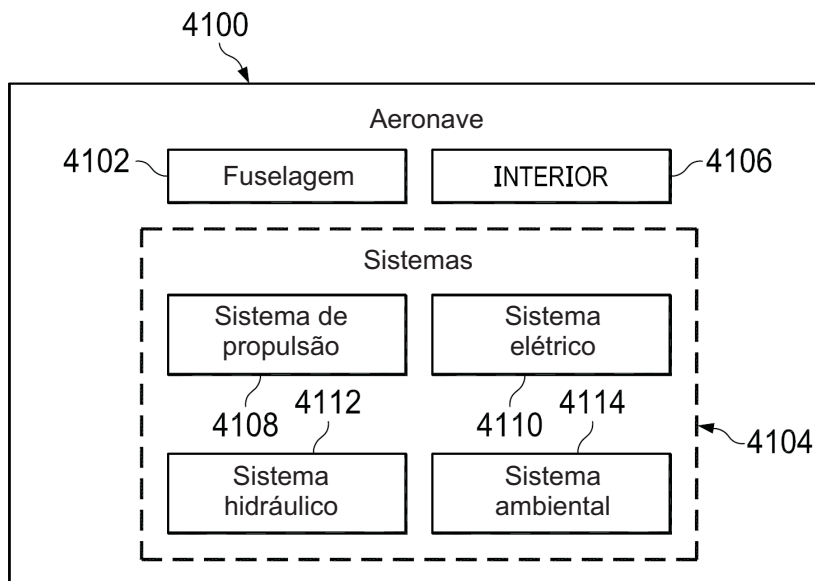 4100
Aeronave
4102
Fuselagem
INTERIOR
4106
Sistemas
Sistema de
propulsão
Sistema
elétrico
4108
4112
4110
4114
4104
Sistema
hidráulico
Sistema
ambiental